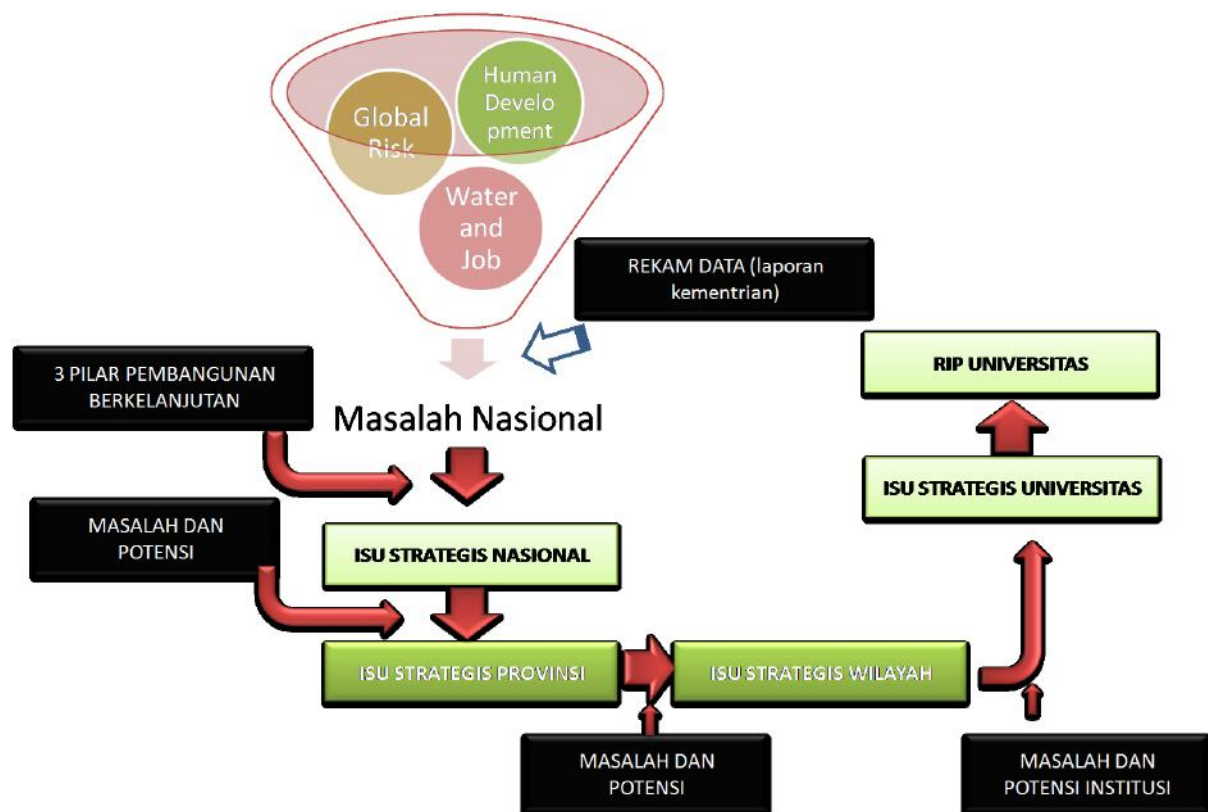 Global
Risk
Human
Develo
pment
Water
and
Job
REKAM DATA (laporan
kementrian)
3 PILAR PEMBANGUNAN
BERKELANJUTAN
RIP UNIVERSITAS
Masalah Nasional
ISU STRATEGIS UNIVERSITAS
MASALAH DAN
POTENSI
ISU STRATEGIS NASIONAL
ISU STRATEGIS PROVINSI
ISU STRATEGIS WILAYAH
MASALAH DAN
POTENSI
MASALAH DAN
POTENSI INSTITUSI